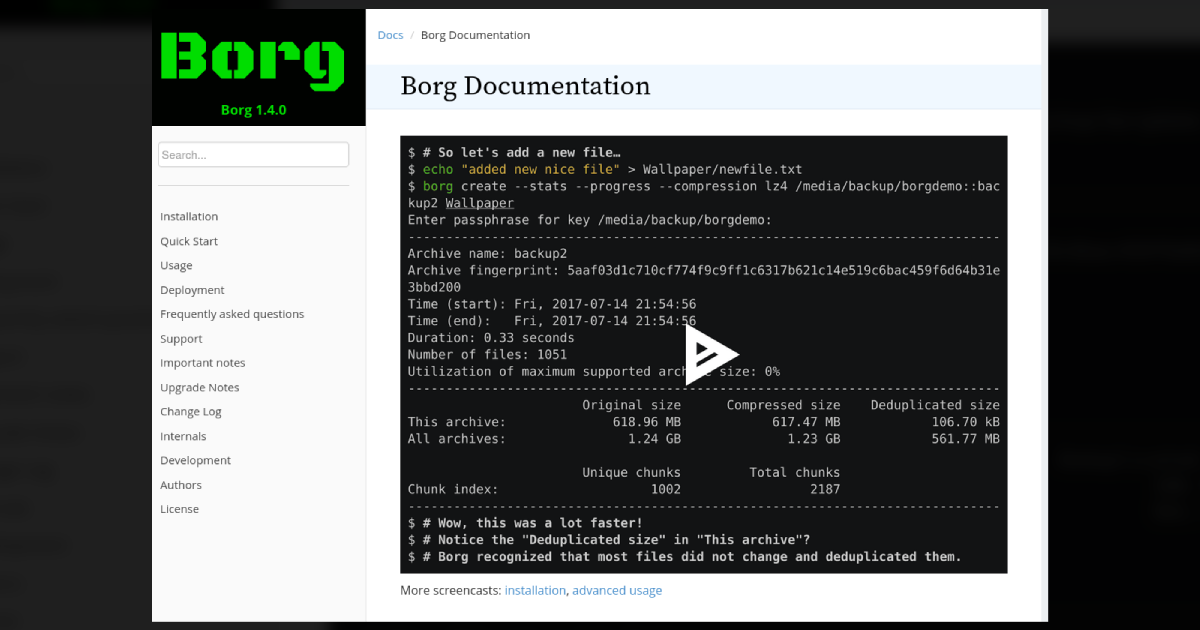 Borg
Borg 1.4.0
Search...
Installation
Quick Start
Usage
Deployment
Frequently asked questions
Support
Important notes
Upgrade Notes
Change Log
Internals
Development
Authors
License
Docs / Borg Documentation
Borg Documentation
$ # So let's add a new file…
$ echo "added new nice file" > Wallpaper/newfile.txt
$ borg create --stats --progress --compression lz4 /media/backup/borgdemo::bac
kup2 Wallpaper
Enter passphrase for key /media/backup/borgdemo:
------------------------------------------------------------------------------
Archive name: backup2
Archive fingerprint: 5aaf03d1c710cf774f9c9ff1c6317b621c14e519c6bac459f6d64b31e
3bbd200
Time (start): Fri, 2017-07-14 21:54:56
Time (end):   Fri, 2017-07-14 21:54:56
Duration: 0.33 seconds
Number of files: 1051
Utilization of maximum supported size: 0%
------------------------------------------------------------------------------
Original size Compressed size Deduplicated size
This archive: 618.96 MB 617.47 MB 106.70 kB
All archives: 1.24 GB 1.23 GB 561.77 MB
Unique chunks Total chunks
Chunk index: 1002 2187
------------------------------------------------------------------------------
$ # Wow, this was a lot faster!
$ # Notice the "Deduplicated size" in "This archive"?
$ # Borg recognized that most files did not change and deduplicated them.
More screencasts: installation, advanced usage